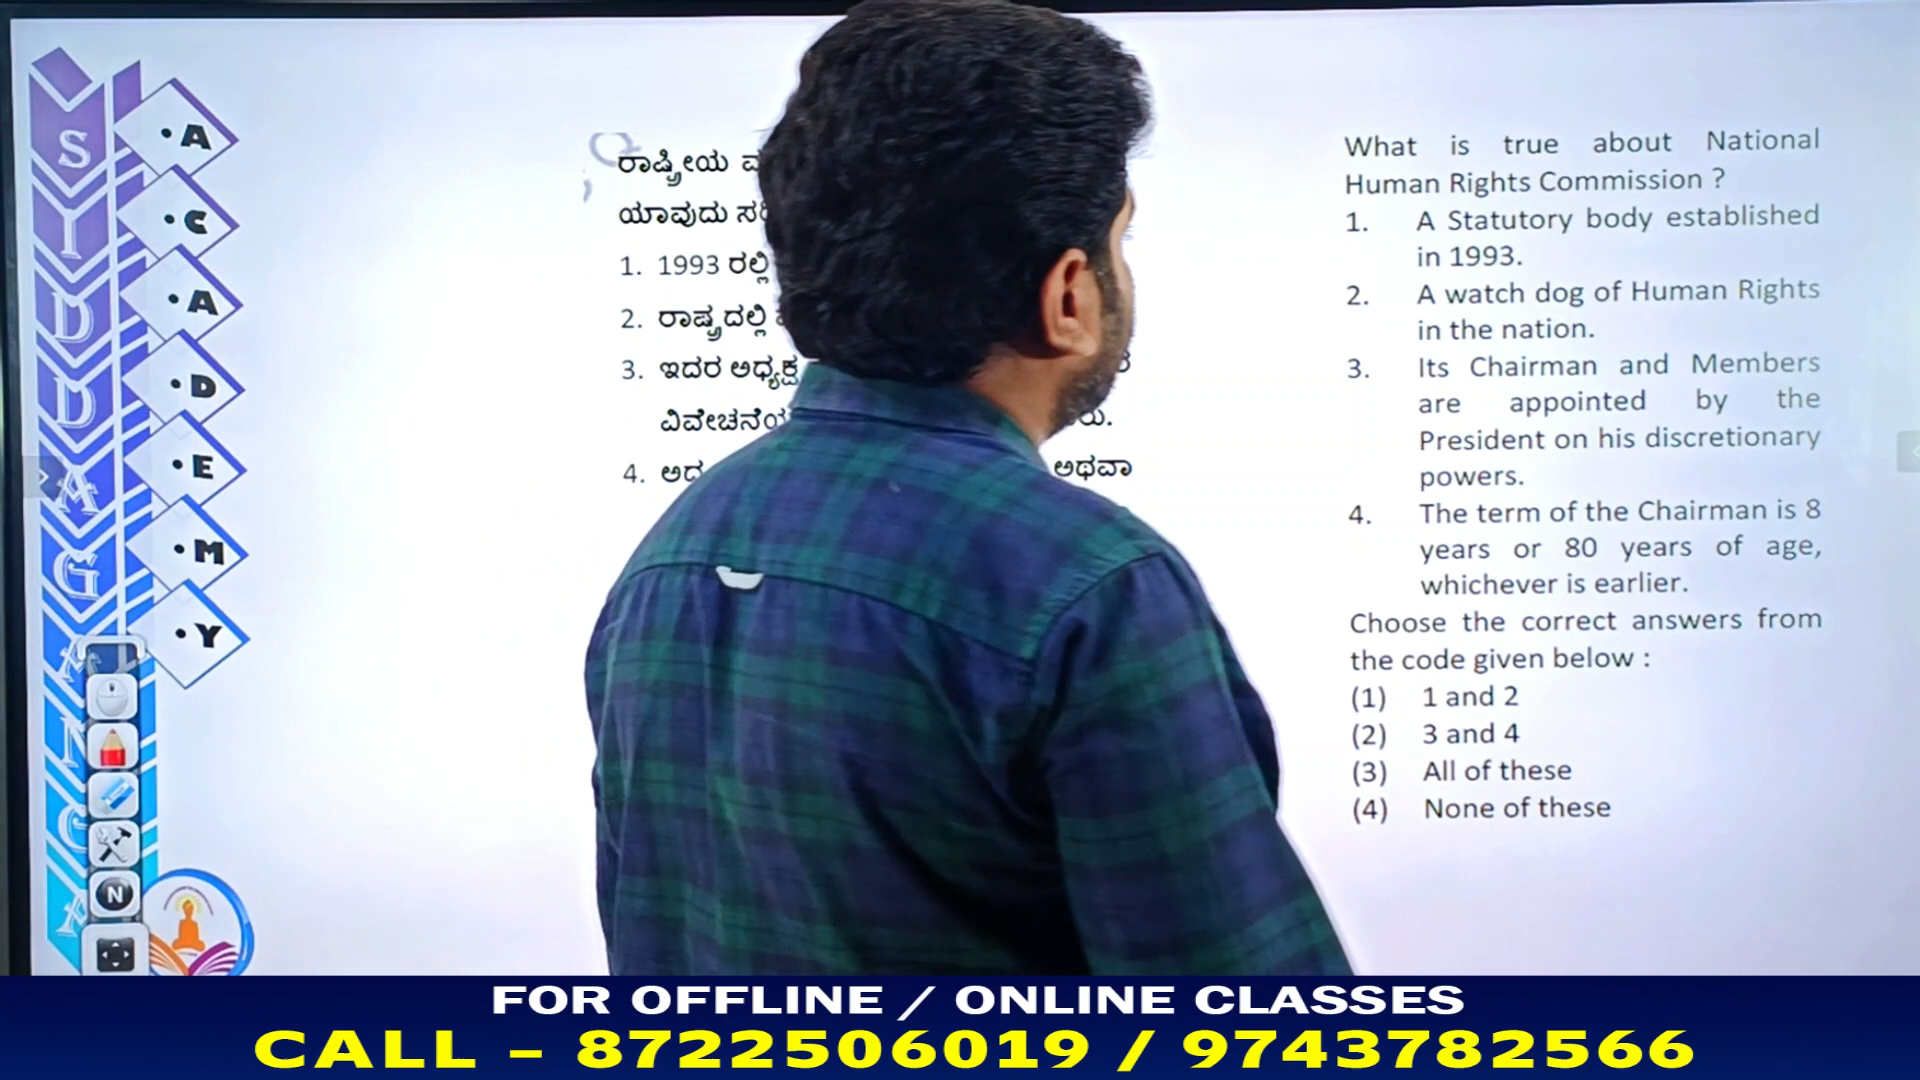 S
I
D
D
A
G
A
N
G
A
• A
• C
• A
• D
• E
• M
• Y
N
ರಾಷ್ಟ್ರೀಯ
ಯಾವುದು
1. 1993 ರಲ್ಲಿ
2. ರಾಷ್ಟ್ರದಲ್ಲಿ
3. ಇದರ ಅಧ್ಯಕ್ಷ
4.
ಅಥವಾ
What is true about National
Human Rights Commission ?
1. A Statutory body established
in 1993.
2. A watch dog of Human Rights
in the nation.
3. Its Chairman and Members
are appointed by the
President on his discretionary
powers.
4. The term of the Chairman is 8
years or 80 years of age,
whichever is earlier.
Choose the correct answers from
the code given below :
(1) 1 and 2
(2) 3 and 4
(3) All of these
(4) None of these
FOR OFFLINE / ONLINE CLASSES
CALL – 8722506019 / 9743782566